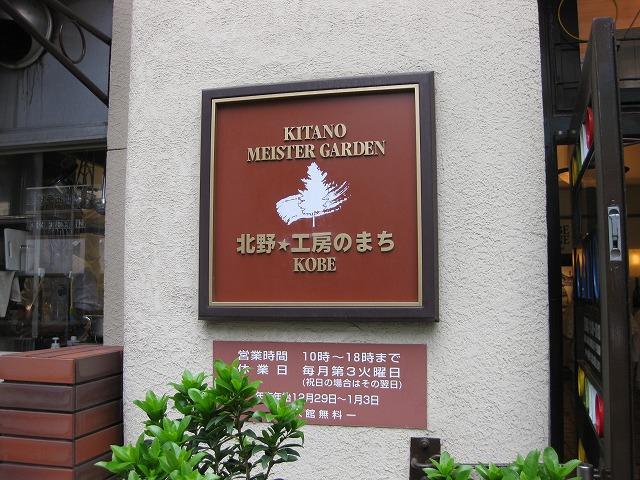 KITANO
MEISTER GARDEN
北野★工房のまち
KOBE
営業時間 10時～18時まで
休業日 毎月第3火曜日
(祝日の場合はその翌日)
年 12月29日～1月3日
館無料ー